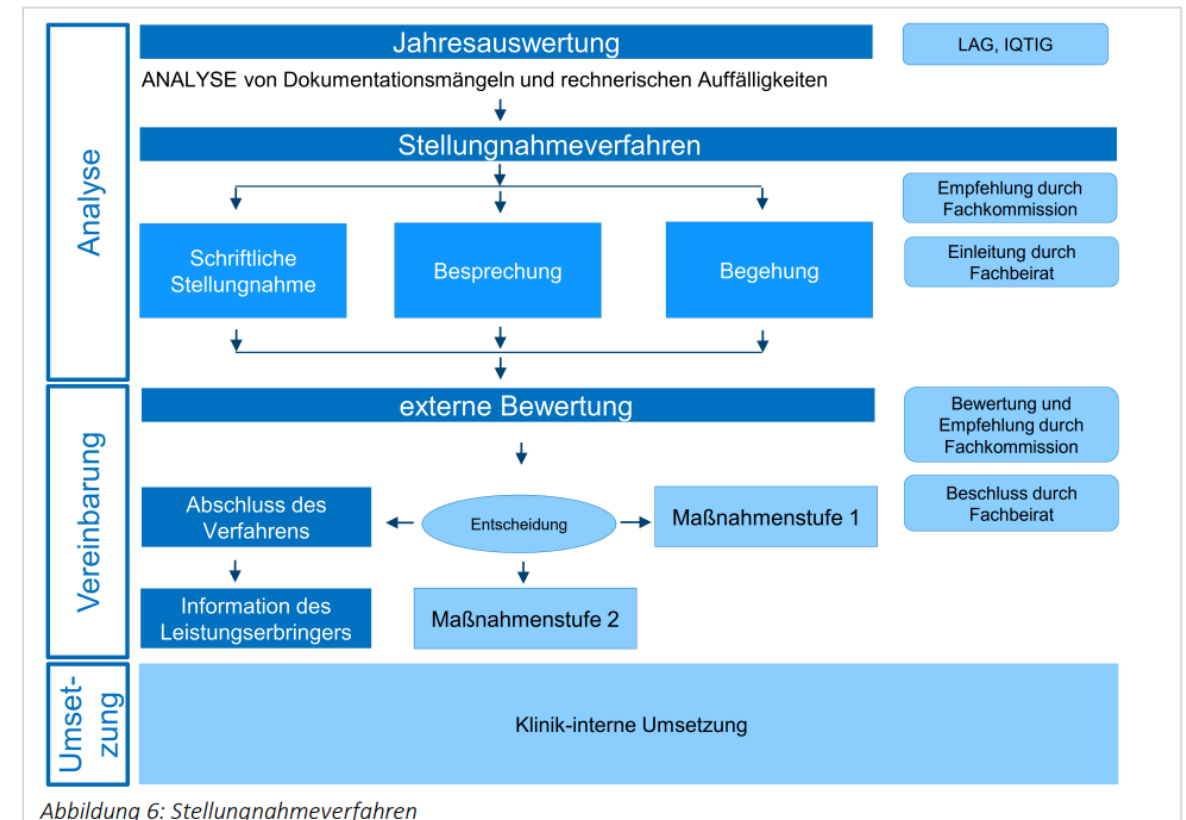 Analyse
Jahresauswertung
LAG, IQTIG
ANALYSE von Dokumentationsmängeln und rechnerischen Auffälligkeiten
Stellungnahmeverfahren
Empfehlung durch
Fachkommission
Schriftliche
Stellungnahme
Besprechung
Begehung
Einleitung durch
Fachbeirat
Vereinbarung
externe Bewertung
Bewertung und
Empfehlung durch
Fachkommission
Abschluss des
Verfahrens
Entscheidung
Maßnahmenstufe 1
Beschluss durch
Fachbeirat
Information des
Leistungserbringers
Maßnahmenstufe 2
Umset-
zung
Klinik-interne Umsetzung
Abbildung 6: Stellungnahmeverfahren